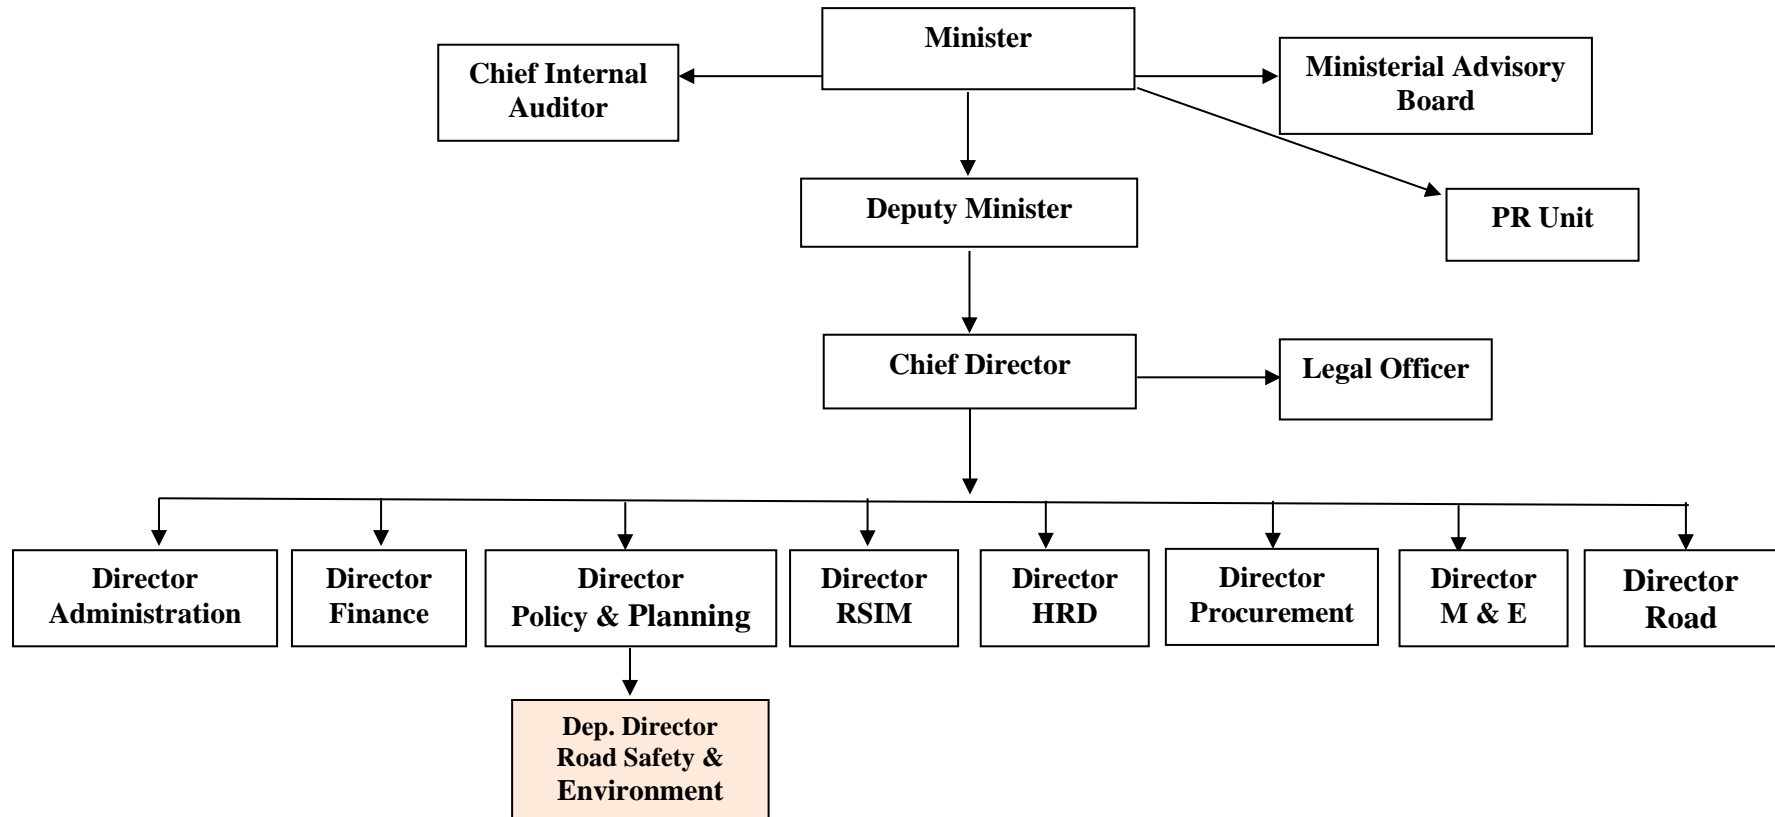 Minister
Chief Internal
Auditor
Ministerial Advisory
Board
Deputy Minister
PR Unit
Chief Director
Legal Officer
Director
Administration
Director
Finance
Director
Policy & Planning
Director
RSIM
Director
HRD
Director
Procurement
Director
M & E
Director
Road
Dep. Director
Road Safety &
Environment